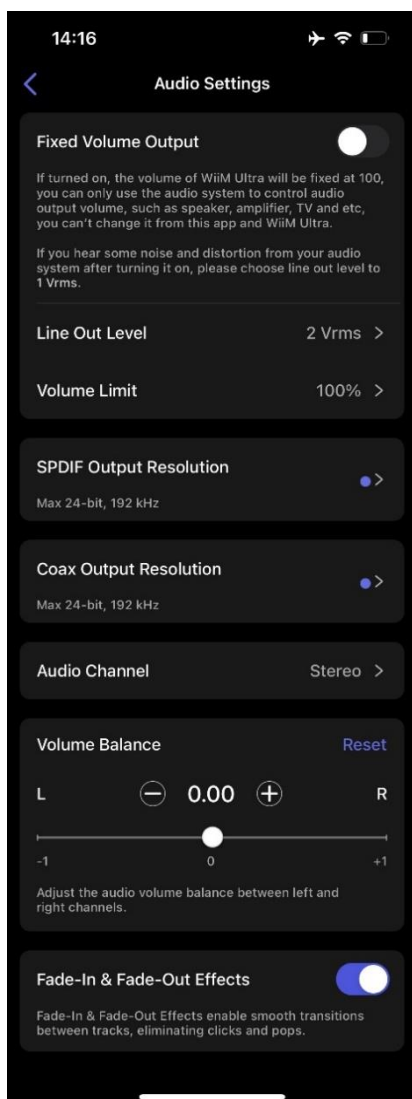 14:16
Audio Settings
Fixed Volume Output
If turned on, the volume of WiiM Ultra will be fixed at 100,
you can only use the audio system to control audio
output volume, such as speaker, amplifier, TV and etc,
you can't change it from this app and WiiM Ultra.
If you hear some noise and distortion from your audio
system after turning it on, please choose line out level to
1 Vrms.
Line Out Level 2 Vrms >
Volume Limit 100% >
SPDIF Output Resolution
Max 24-bit, 192 kHz
Coax Output Resolution
Max 24-bit, 192 kHz
Audio Channel Stereo >
Volume Balance Reset
L 0.00 R
-1 0 +1
Adjust the audio volume balance between left and
right channels.
Fade-In & Fade-Out Effects
Fade-In & Fade-Out Effects enable smooth transitions
between tracks, eliminating clicks and pops.